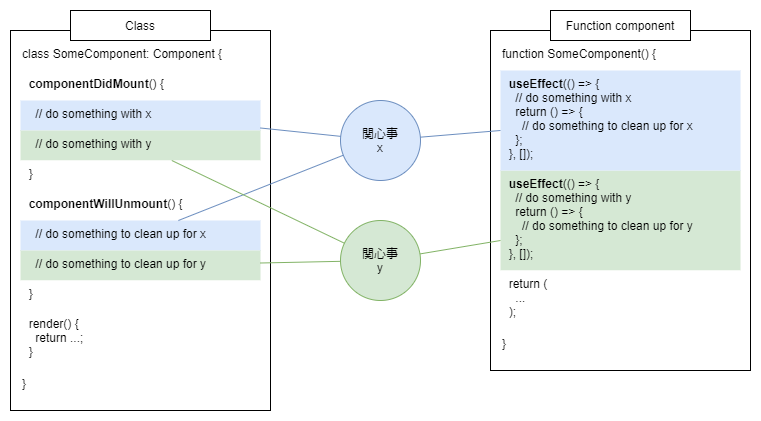 Class
class SomeComponent: Component {
componentDidMount() {
// do something with x
// do something with y
}
componentWillUnmount() {
// do something to clean up for x
// do something to clean up for y
}
render() {
return ...;
}
}
関心事
x
関心事
y
Function component
function SomeComponent() {
useEffect(() => {
// do something with x
return () => {
// do something to clean up for x
};
}, []);
useEffect(() => {
// do something with y
return () => {
// do something to clean up for y
};
}, []);
return (
...
);
}